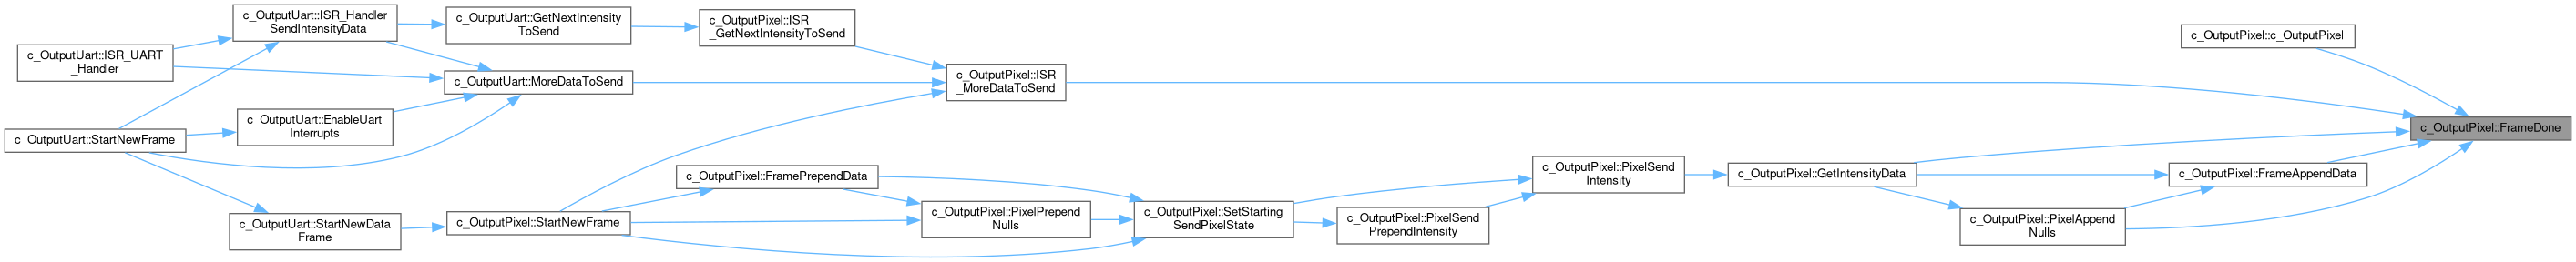 c_OutputUart::ISR_Handler
_SendIntensityData
c_OutputUart::GetNextIntensity
ToSend
c_OutputPixel::ISR
_GetNextIntensityToSend
c_OutputPixel::c_OutputPixel
c_OutputUart::ISR_UART
_Handler
c_OutputUart::MoreDataToSend
c_OutputPixel::ISR
_MoreDataToSend
c_OutputUart::EnableUart
Interrupts
c_OutputUart::StartNewFrame
c_OutputPixel::FrameDone
c_OutputPixel::FramePrependData
c_OutputPixel::PixelSend
Intensity
c_OutputPixel::GetIntensityData
c_OutputPixel::FrameAppendData
c_OutputUart::StartNewData
Frame
c_OutputPixel::StartNewFrame
c_OutputPixel::PixelPrepend
Nulls
c_OutputPixel::SetStarting
SendPixelState
c_OutputPixel::PixelSend
PrependIntensity
c_OutputPixel::PixelAppend
Nulls